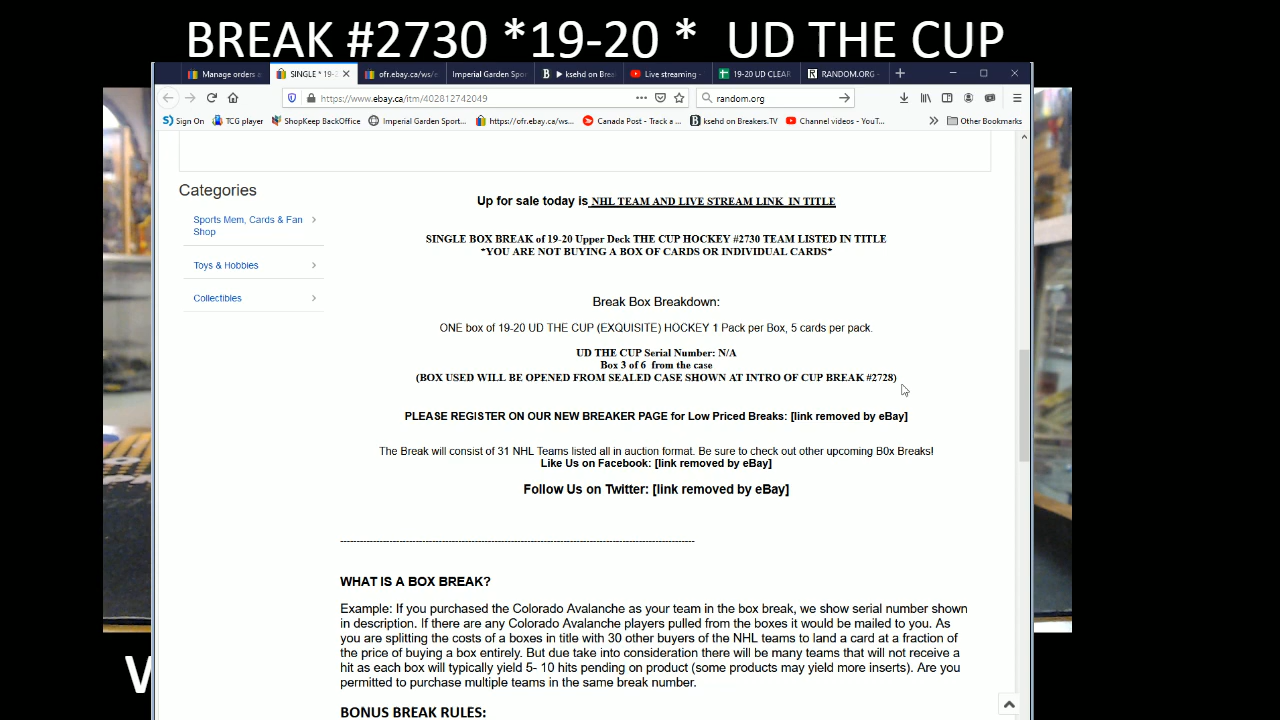 BREAK #2730 *19-20 * UD THE CUP
Manage orders a
SINGLE * 19-2
ofr.ebay.ca/ws/e
Imperial Garden Spo
ksehd on Brea
Live streaming -
19-20 UD CLEAR
RANDOM.ORG -
https://www.ebay.ca/itm/402812742049
random.org
Sign On
TCG player
ShopKeep BackOffice
Imperial Garden Sport...
https://ofr.ebay.ca/ws...
Canada Post - Track a ...
ksehd on Breakers.TV
Channel videos - YouT...
Other Bookmarks
Categories
Sports Mem, Cards & Fan
Shop
Toys & Hobbies
Collectibles
Up for sale today is NHL TEAM AND LIVE STREAM LINK IN TITLE
SINGLE BOX BREAK of 19-20 Upper Deck THE CUP HOCKEY #2730 TEAM LISTED IN TITLE
*YOU ARE NOT BUYING A BOX OF CARDS OR INDIVIDUAL CARDS*
Break Box Breakdown:
ONE box of 19-20 UD THE CUP (EXQUISITE) HOCKEY 1 Pack per Box, 5 cards per pack.
UD THE CUP Serial Number: N/A
Box 3 of 6 from the case
(BOX USED WILL BE OPENED FROM SEALED CASE SHOWN AT INTRO OF CUP BREAK #2728)
PLEASE REGISTER ON OUR NEW BREAKER PAGE for Low Priced Breaks: [link removed by eBay]
The Break will consist of 31 NHL Teams listed all in auction format. Be sure to check out other upcoming B0x Breaks!
Like Us on Facebook: [link removed by eBay]
Follow Us on Twitter: [link removed by eBay]
WHAT IS A BOX BREAK?
Example: If you purchased the Colorado Avalanche as your team in the box break, we show serial number shown
in description. If there are any Colorado Avalanche players pulled from the boxes it would be mailed to you. As
you are splitting the costs of a boxes in title with 30 other buyers of the NHL teams to land a card at a fraction of
the price of buying a box entirely. But due take into consideration there will be many teams that will not receive a
hit as each box will typically yield 5- 10 hits pending on product (some products may yield more inserts). Are you
permitted to purchase multiple teams in the same break number.
BONUS BREAK RULES: